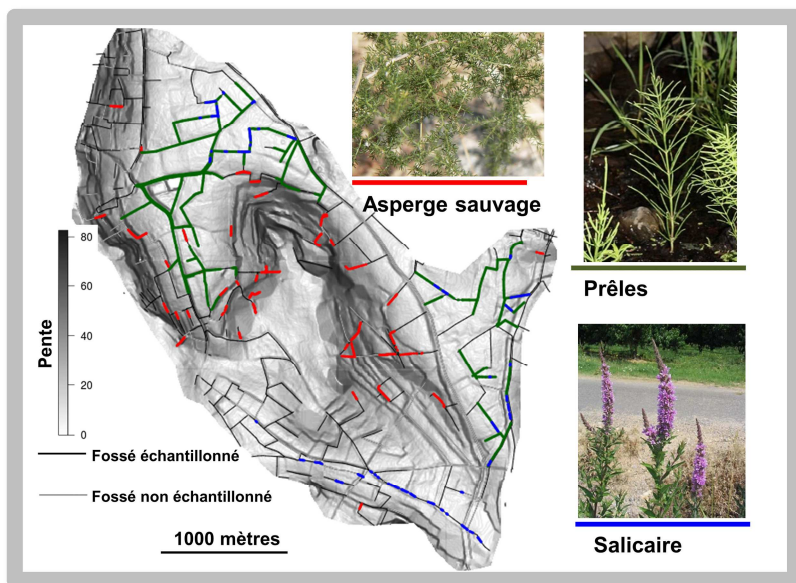 Asperge sauvage
Prêles
Pente
80
60
40
20
0
Fossé échantillonné
Fossé non échantillonné
1000 mètres
Salicaire